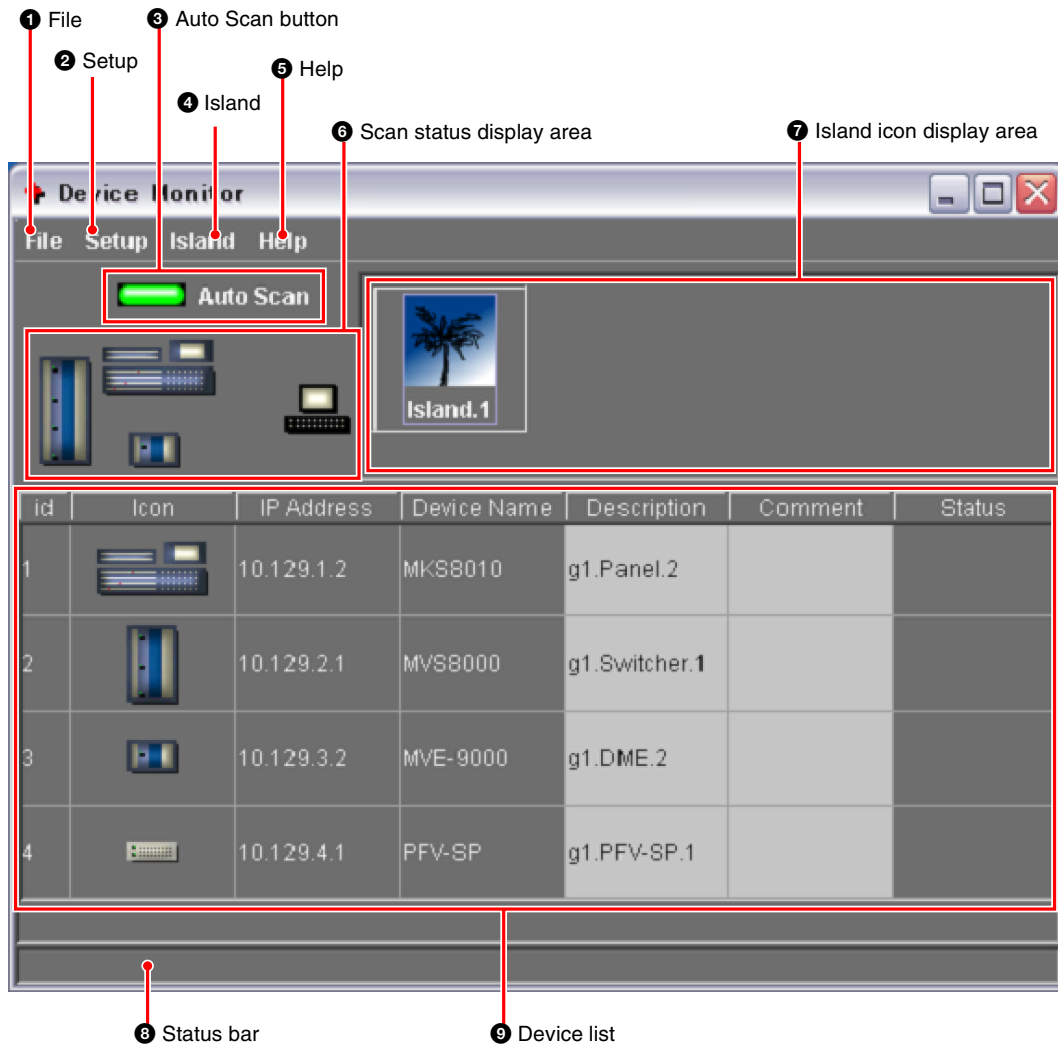 ❶ File
❸ Auto Scan button
❷ Setup
❺ Help
❹ Island
❻ Scan status display area
❼ Island icon display area
Device Monitor
File Setup Island Help
Auto Scan
Island.1
id Icon IP Address Device Name Description Comment Status
1 10.129.1.2 MKS8010 g1.Panel.2
2 10.129.2.1 MVS8000 g1.Switcher.1
3 10.129.3.2 MVE-9000 g1.DME.2
4 10.129.4.1 PFV-SP g1.PFV-SP.1
❽ Status bar
❾ Device list